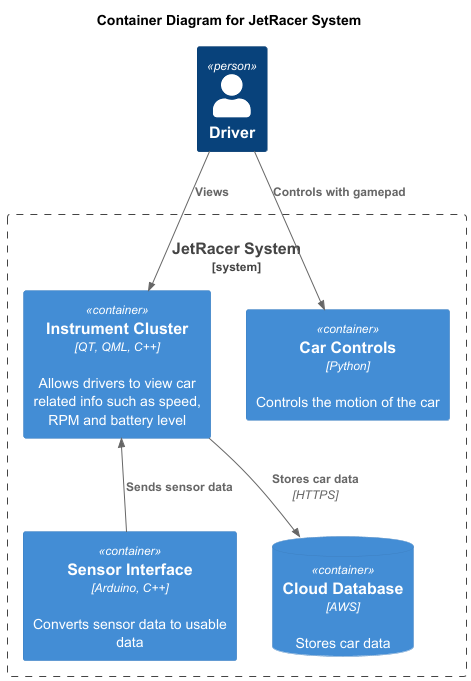 Container Diagram for JetRacer System
«person»
Driver
Views
Controls with gamepad
JetRacer System
[system]
«container»
Instrument Cluster
[QT, QML, C++]
Allows drivers to view car
related info such as speed,
RPM and battery level
«container»
Car Controls
[Python]
Controls the motion of the car
Sends sensor data
Stores car data
[HTTPS]
«container»
Sensor Interface
[Arduino, C++]
Converts sensor data to usable
data
«container»
Cloud Database
[AWS]
Stores car data